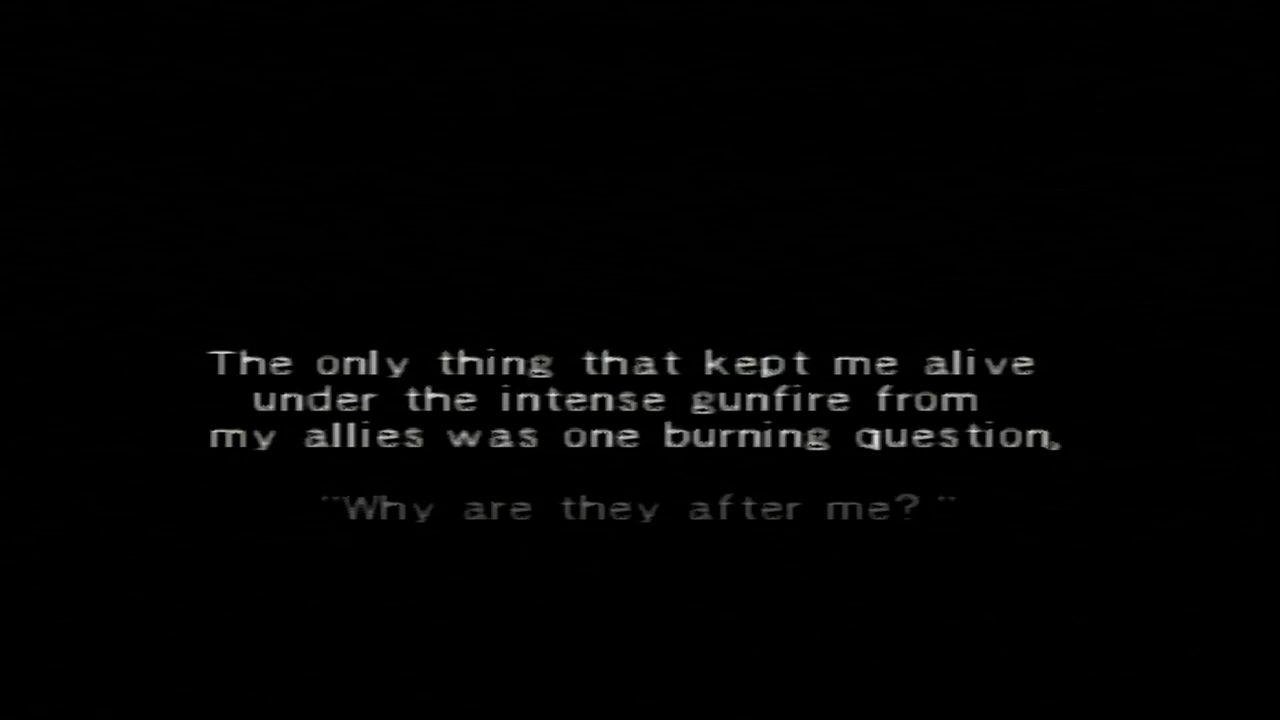 The only thing that kept me alive
under the intense gunfire from
my allies was one burning question,
"Why are they after me? "